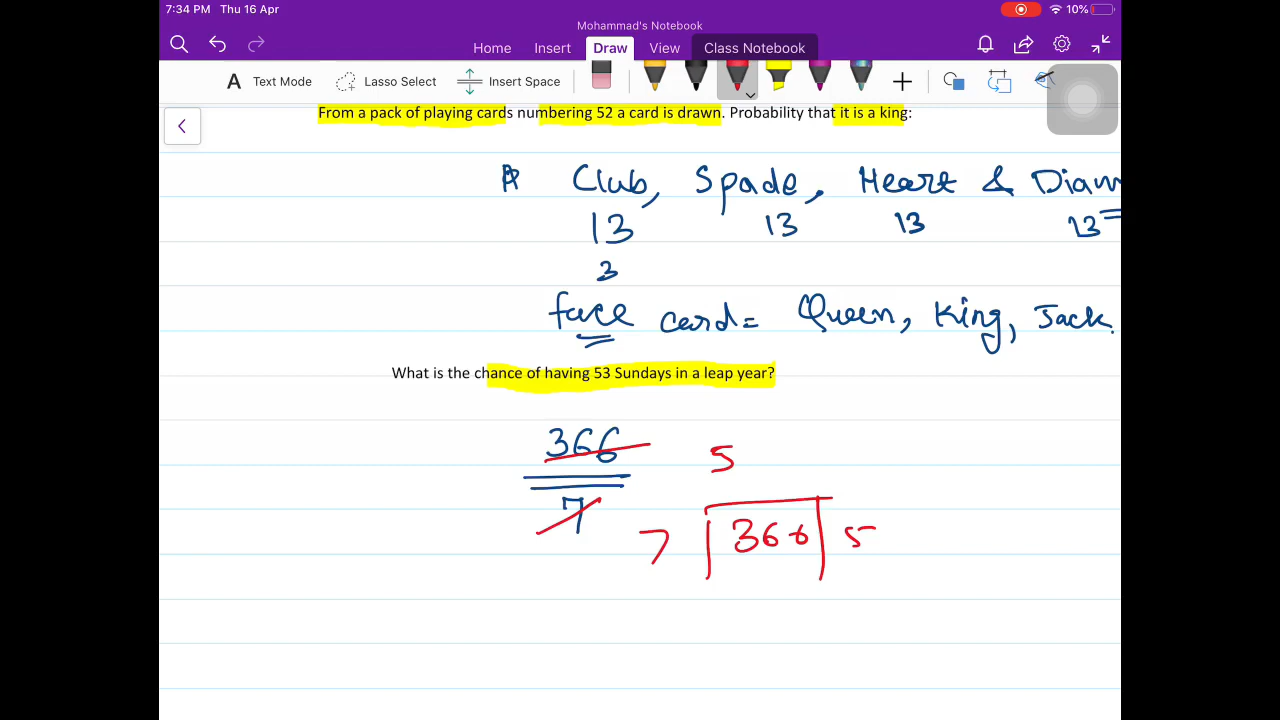 7:34 PM Thu 16 Apr
10%
Mohammad's Notebook
Home Insert Draw View Class Notebook
A Text Mode Lasso Select Insert Space
From a pack of playing cards numbering 52 a card is drawn. Probability that it is a king:
Club, Spade, Heart & Diam
13 13 13 13
3
face card= Queen, King, Jack.
What is the chance of having 53 Sundays in a leap year?
366
7
5
7 366 5